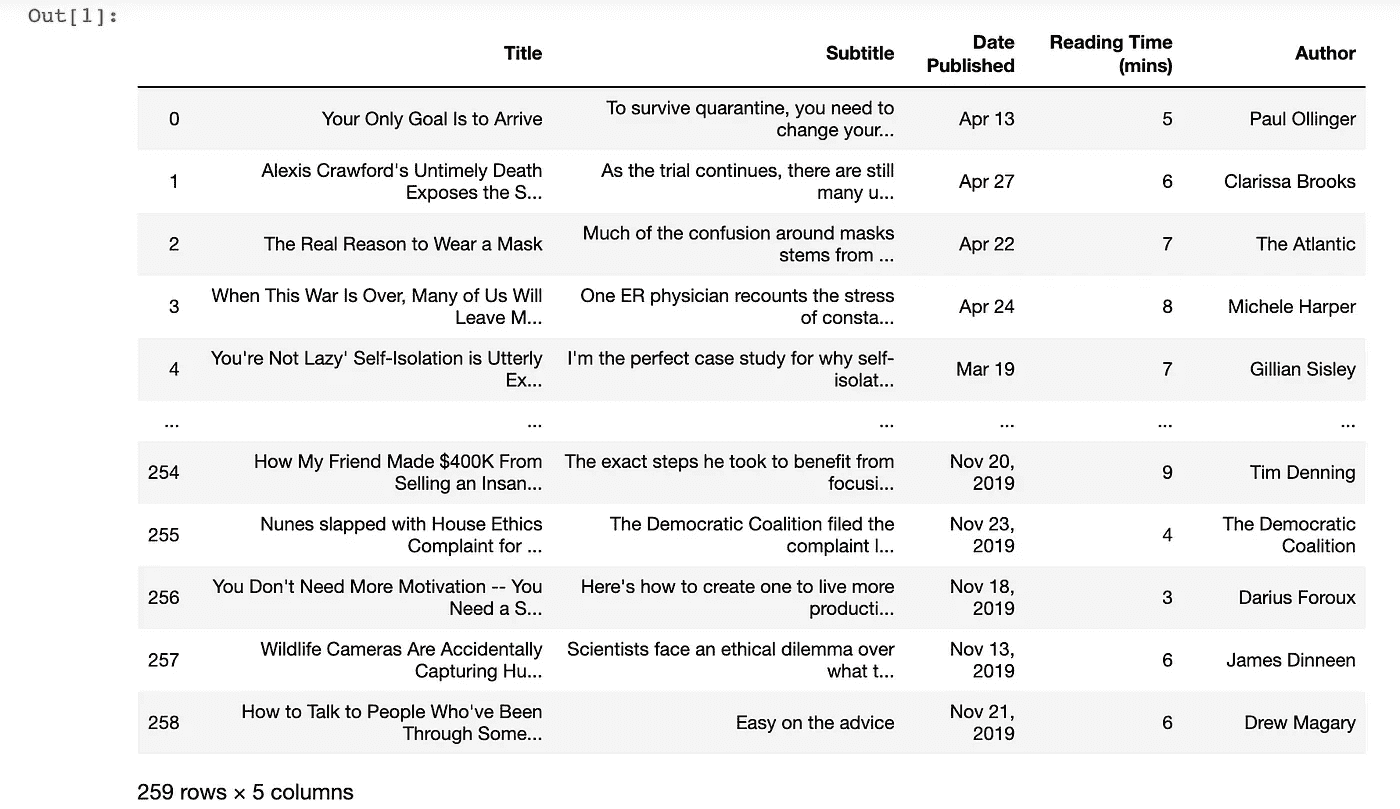 Out[1]:
Title Subtitle Date Published Reading Time (mins) Author
0 Your Only Goal Is to Arrive To survive quarantine, you need to change your... Apr 13 5 Paul Ollinger
1 Alexis Crawford's Untimely Death Exposes the S... As the trial continues, there are still many u... Apr 27 6 Clarissa Brooks
2 The Real Reason to Wear a Mask Much of the confusion around masks stems from ... Apr 22 7 The Atlantic
3 When This War Is Over, Many of Us Will Leave M... One ER physician recounts the stress of consta... Apr 24 8 Michele Harper
4 You're Not Lazy' Self-Isolation is Utterly Ex... I'm the perfect case study for why self-isolat... Mar 19 7 Gillian Sisley
... ... ... ... ... ...
254 How My Friend Made $400K From Selling an Insan... The exact steps he took to benefit from focusi... Nov 20, 2019 9 Tim Denning
255 Nunes slapped with House Ethics Complaint for ... The Democratic Coalition filed the complaint l... Nov 23, 2019 4 The Democratic Coalition
256 You Don't Need More Motivation -- You Need a S... Here's how to create one to live more producti... Nov 18, 2019 3 Darius Foroux
257 Wildlife Cameras Are Accidentally Capturing Hu... Scientists face an ethical dilemma over what t... Nov 13, 2019 6 James Dinneen
258 How to Talk to People Who've Been Through Some... Easy on the advice Nov 21, 2019 6 Drew Magary
259 rows × 5 columns